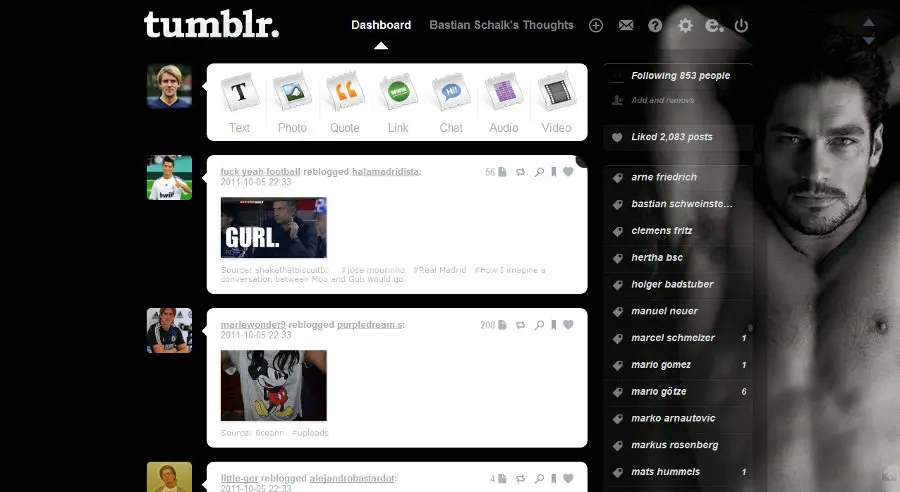 tumblr.
Dashboard
Bastian Schalk's Thoughts
Text
Photo
Quote
Link
Chat
Audio
Video
www
Hi!
Following 853 people
Add and remove
Liked 2,083 posts
arne friedrich
bastian schweinste...
clemens fritz
hertha bsc
holger badstuber
manuel neuer
marcel schmelzer 1
mario gomez 1
mario götze 6
marko arnautovic
markus rosenberg
mats hummels 1
fuck-yeah-football reblogged halamadridista:
56
2011-10-05 22:33
GURL.
Source: shakethatbiscuitbi #jose mourinho #Real Madrid #How I imagine a
conversation between Mou and Guti would go
marlewonder9 reblogged purpledream-s:
208
2011-10-05 22:33
Source: 0ceann #uploads
little-ger reblogged alejandrobastardot:
4
2011-10-05 22:33
bwin